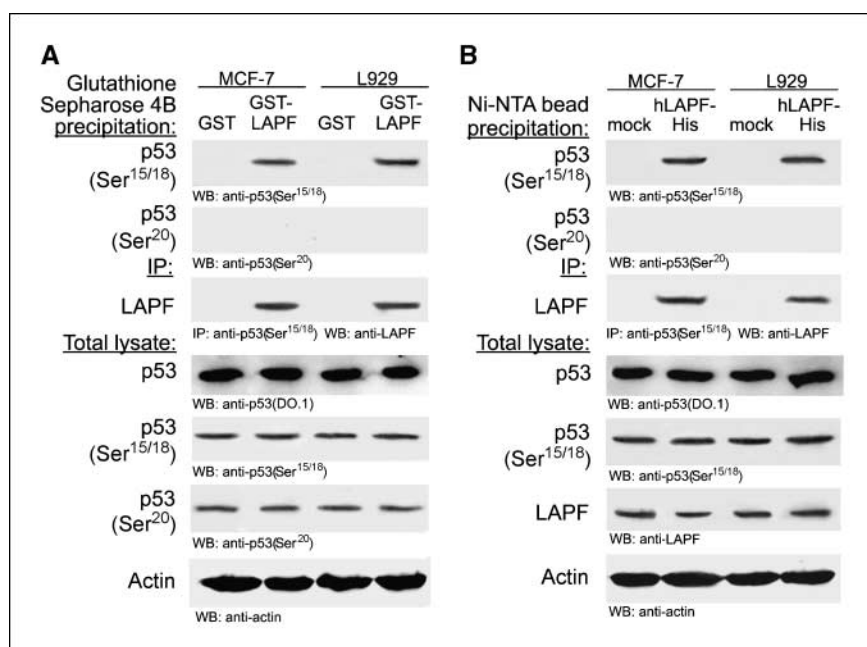 A
Glutathione
Sepharose 4B
precipitation:
MCF-7 L929
GST GST-LAPF GST GST-LAPF
p53
(Ser15/18)
WB: anti-p53(Ser15/18)
p53
(Ser20)
WB: anti-p53(Ser20)
IP:
LAPF
IP: anti-p53(Ser15/18) WB: anti-LAPF
Total lysate:
p53
WB: anti-p53(DO.1)
p53
(Ser15/18)
WB: anti-p53(Ser15/18)
p53
(Ser20)
WB: anti-p53(Ser20)
Actin
WB: anti-actin
B
Ni-NTA bead
precipitation:
MCF-7 L929
mock hLAPF-His mock hLAPF-His
p53
(Ser15/18)
WB: anti-p53(Ser15/18)
p53
(Ser20)
WB: anti-p53(Ser20)
IP:
LAPF
IP: anti-p53(Ser15/18) WB: anti-LAPF
Total lysate:
p53
WB: anti-p53(DO.1)
p53
(Ser15/18)
WB: anti-p53(Ser15/18)
LAPF
WB: anti-LAPF
Actin
WB: anti-actin